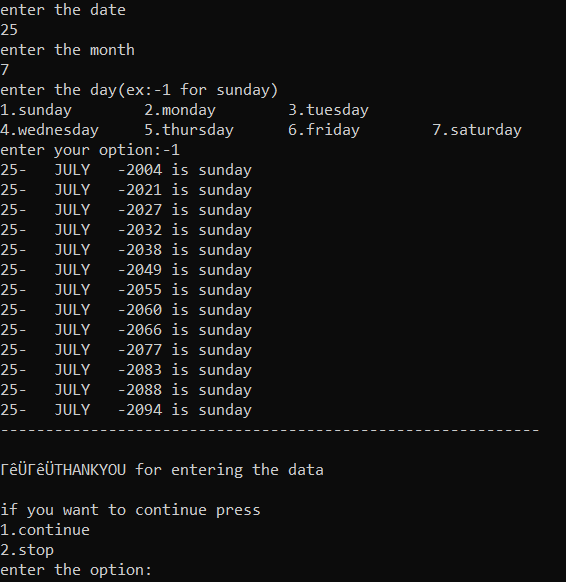 enter the date
25
enter the month
7
enter the day(ex:-1 for sunday)
1.sunday 2.monday 3.tuesday
4.wednesday 5.thursday 6.friday 7.saturday
enter your option:-1
25- JULY -2004 is sunday
25- JULY -2021 is sunday
25- JULY -2027 is sunday
25- JULY -2032 is sunday
25- JULY -2038 is sunday
25- JULY -2049 is sunday
25- JULY -2055 is sunday
25- JULY -2060 is sunday
25- JULY -2066 is sunday
25- JULY -2077 is sunday
25- JULY -2083 is sunday
25- JULY -2088 is sunday
25- JULY -2094 is sunday
------------------------------------------------------------
ΓêÜΓêÜTHANKYOU for entering the data
if you want to continue press
1.continue
2.stop
enter the option: